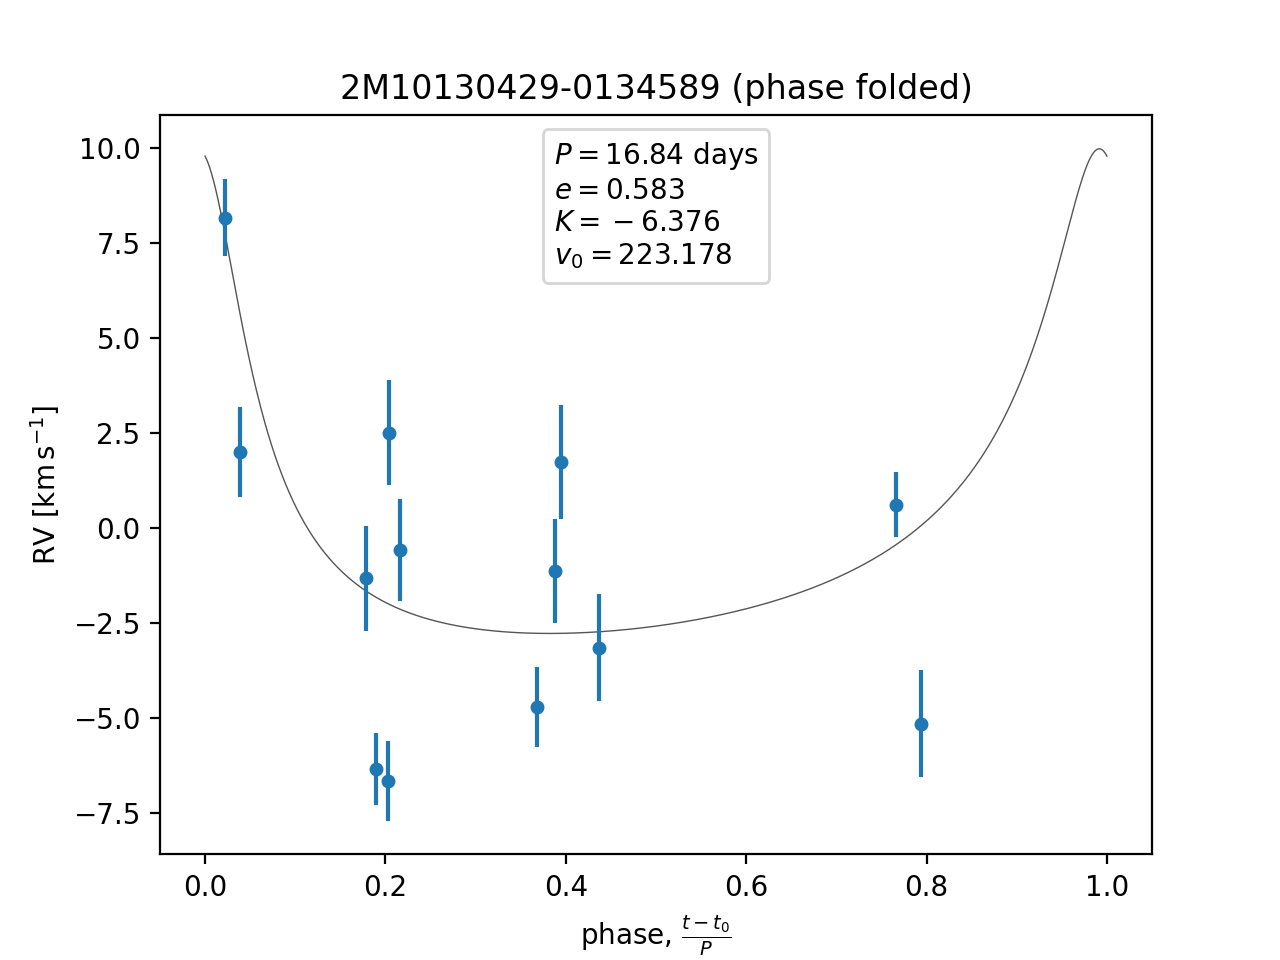 2M10130429-0134589 (phase folded)
P = 16.84 days
e = 0.583
K = −6.376
v₀ = 223.178
10.0
7.5
5.0
2.5
0.0
−2.5
−5.0
−7.5
RV [km s⁻¹]
0.0 0.2 0.4 0.6 0.8 1.0
phase, (t − t₀)/P